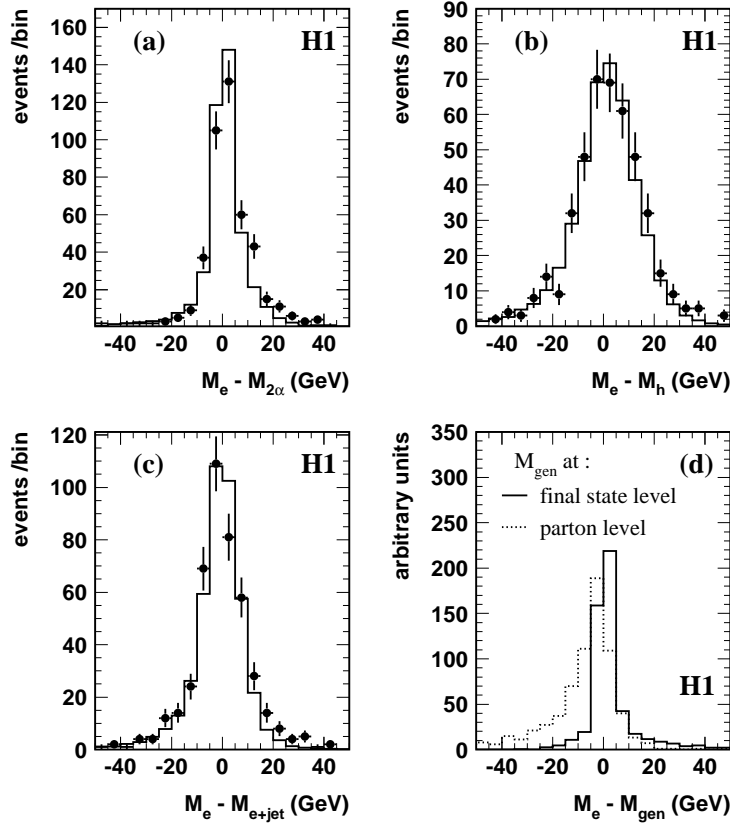 events /bin
(a)
H1
160
140
120
100
80
60
40
20
-40 -20 0 20 40
M_e - M_2α (GeV)
events /bin
(b)
H1
90
80
70
60
50
40
30
20
10
0
-40 -20 0 20 40
M_e - M_h (GeV)
events /bin
(c)
H1
120
100
80
60
40
20
0
-40 -20 0 20 40
M_e - M_e+jet (GeV)
arbitrary units
(d)
M_gen at :
final state level
parton level
H1
350
300
250
200
150
100
50
0
-40 -20 0 20 40
M_e - M_gen (GeV)